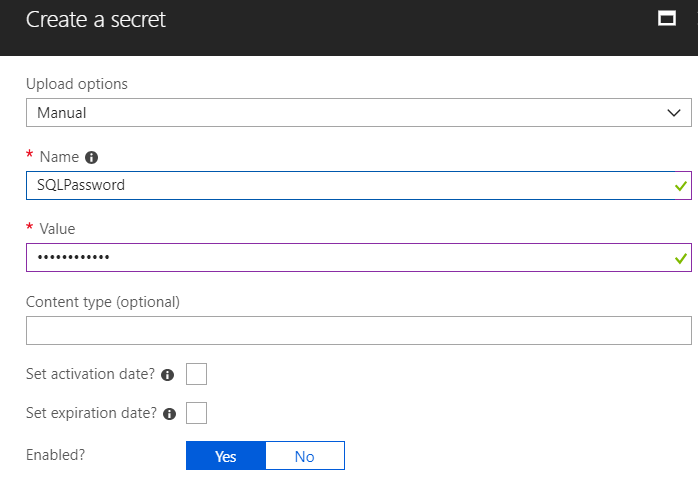 Create a secret
Upload options
Manual
* Name
SQLPassword
* Value
••••••••••••
Content type (optional)
Set activation date?
Set expiration date?
Enabled? Yes No